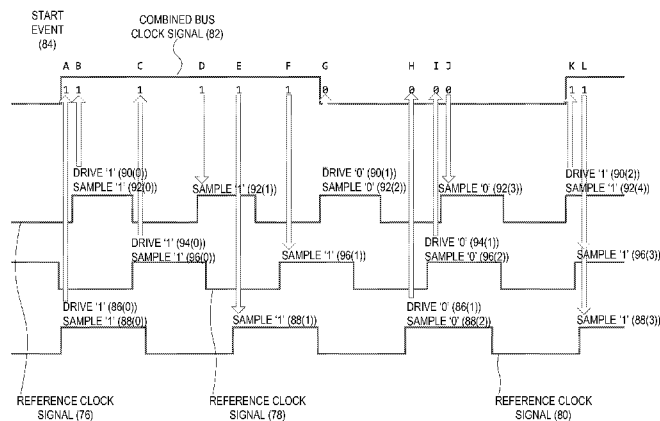 START
EVENT
(84)
COMBINED BUS
CLOCK SIGNAL (82)
A B C D E F G H I J K L
1 1 1 1 1 1 0 0 0 0 1 1
DRIVE '1' (90(0))
SAMPLE '1' (92(0))
SAMPLE '1' (92(1))
DRIVE '0' (90(1))
SAMPLE '0' (92(2))
SAMPLE '0' (92(3))
DRIVE '1' (90(2))
SAMPLE '1' (92(4))
DRIVE '1' (94(0))
SAMPLE '1' (96(0))
SAMPLE '1' (96(1))
DRIVE '0' (94(1))
SAMPLE '0' (96(2))
SAMPLE '1' (96(3))
DRIVE '1' (86(0))
SAMPLE '1' (88(0))
SAMPLE '1' (88(1))
DRIVE '0' (86(1))
SAMPLE '0' (88(2))
SAMPLE '1' (88(3))
REFERENCE CLOCK
SIGNAL (76)
REFERENCE CLOCK
SIGNAL (78)
REFERENCE CLOCK
SIGNAL (80)